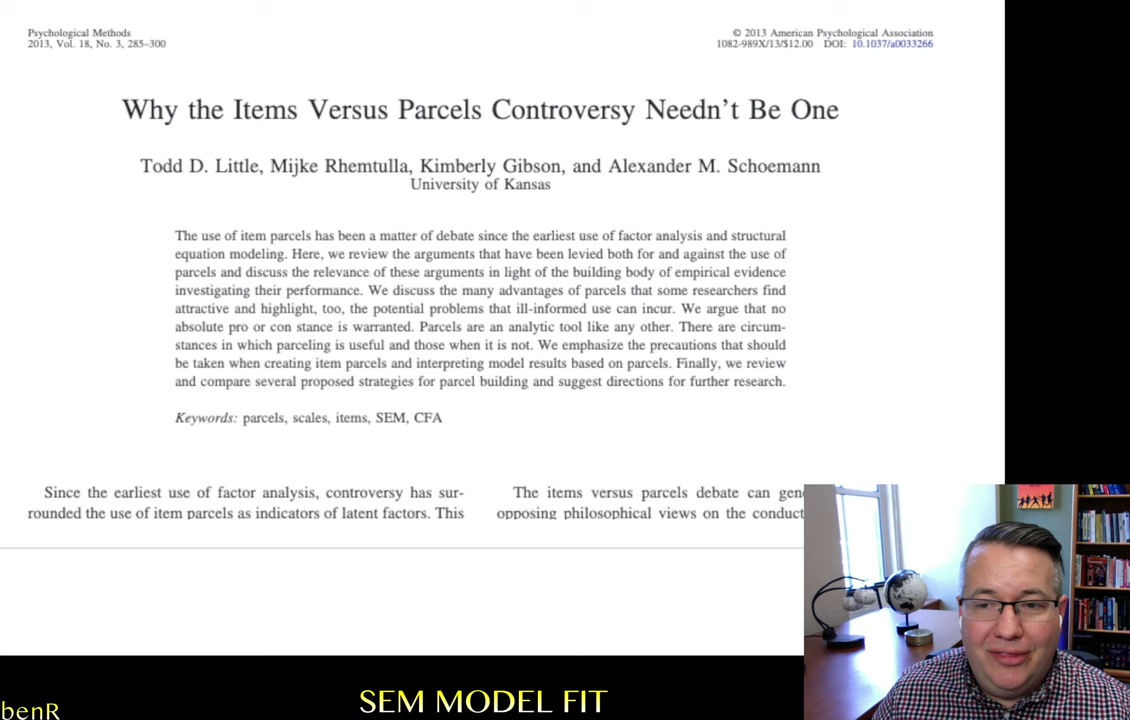 Psychological Methods
2013, Vol. 18, No. 3, 285–300
© 2013 American Psychological Association
1082-989X/13/$12.00 DOI: 10.1037/a0033266
Why the Items Versus Parcels Controversy Needn’t Be One
Todd D. Little, Mijke Rhemtulla, Kimberly Gibson, and Alexander M. Schoemann
University of Kansas
The use of item parcels has been a matter of debate since the earliest use of factor analysis and structural
equation modeling. Here, we review the arguments that have been levied both for and against the use of
parcels and discuss the relevance of these arguments in light of the building body of empirical evidence
investigating their performance. We discuss the many advantages of parcels that some researchers find
attractive and highlight, too, the potential problems that ill-informed use can incur. We argue that no
absolute pro or con stance is warranted. Parcels are an analytic tool like any other. There are circum-
stances in which parceling is useful and those when it is not. We emphasize the precautions that should
be taken when creating item parcels and interpreting model results based on parcels. Finally, we review
and compare several proposed strategies for parcel building and suggest directions for further research.
Keywords: parcels, scales, items, SEM, CFA
Since the earliest use of factor analysis, controversy has sur-
rounded the use of item parcels as indicators of latent factors. This
The items versus parcels debate can gen
opposing philosophical views on the conduct
benR
SEM MODEL FIT